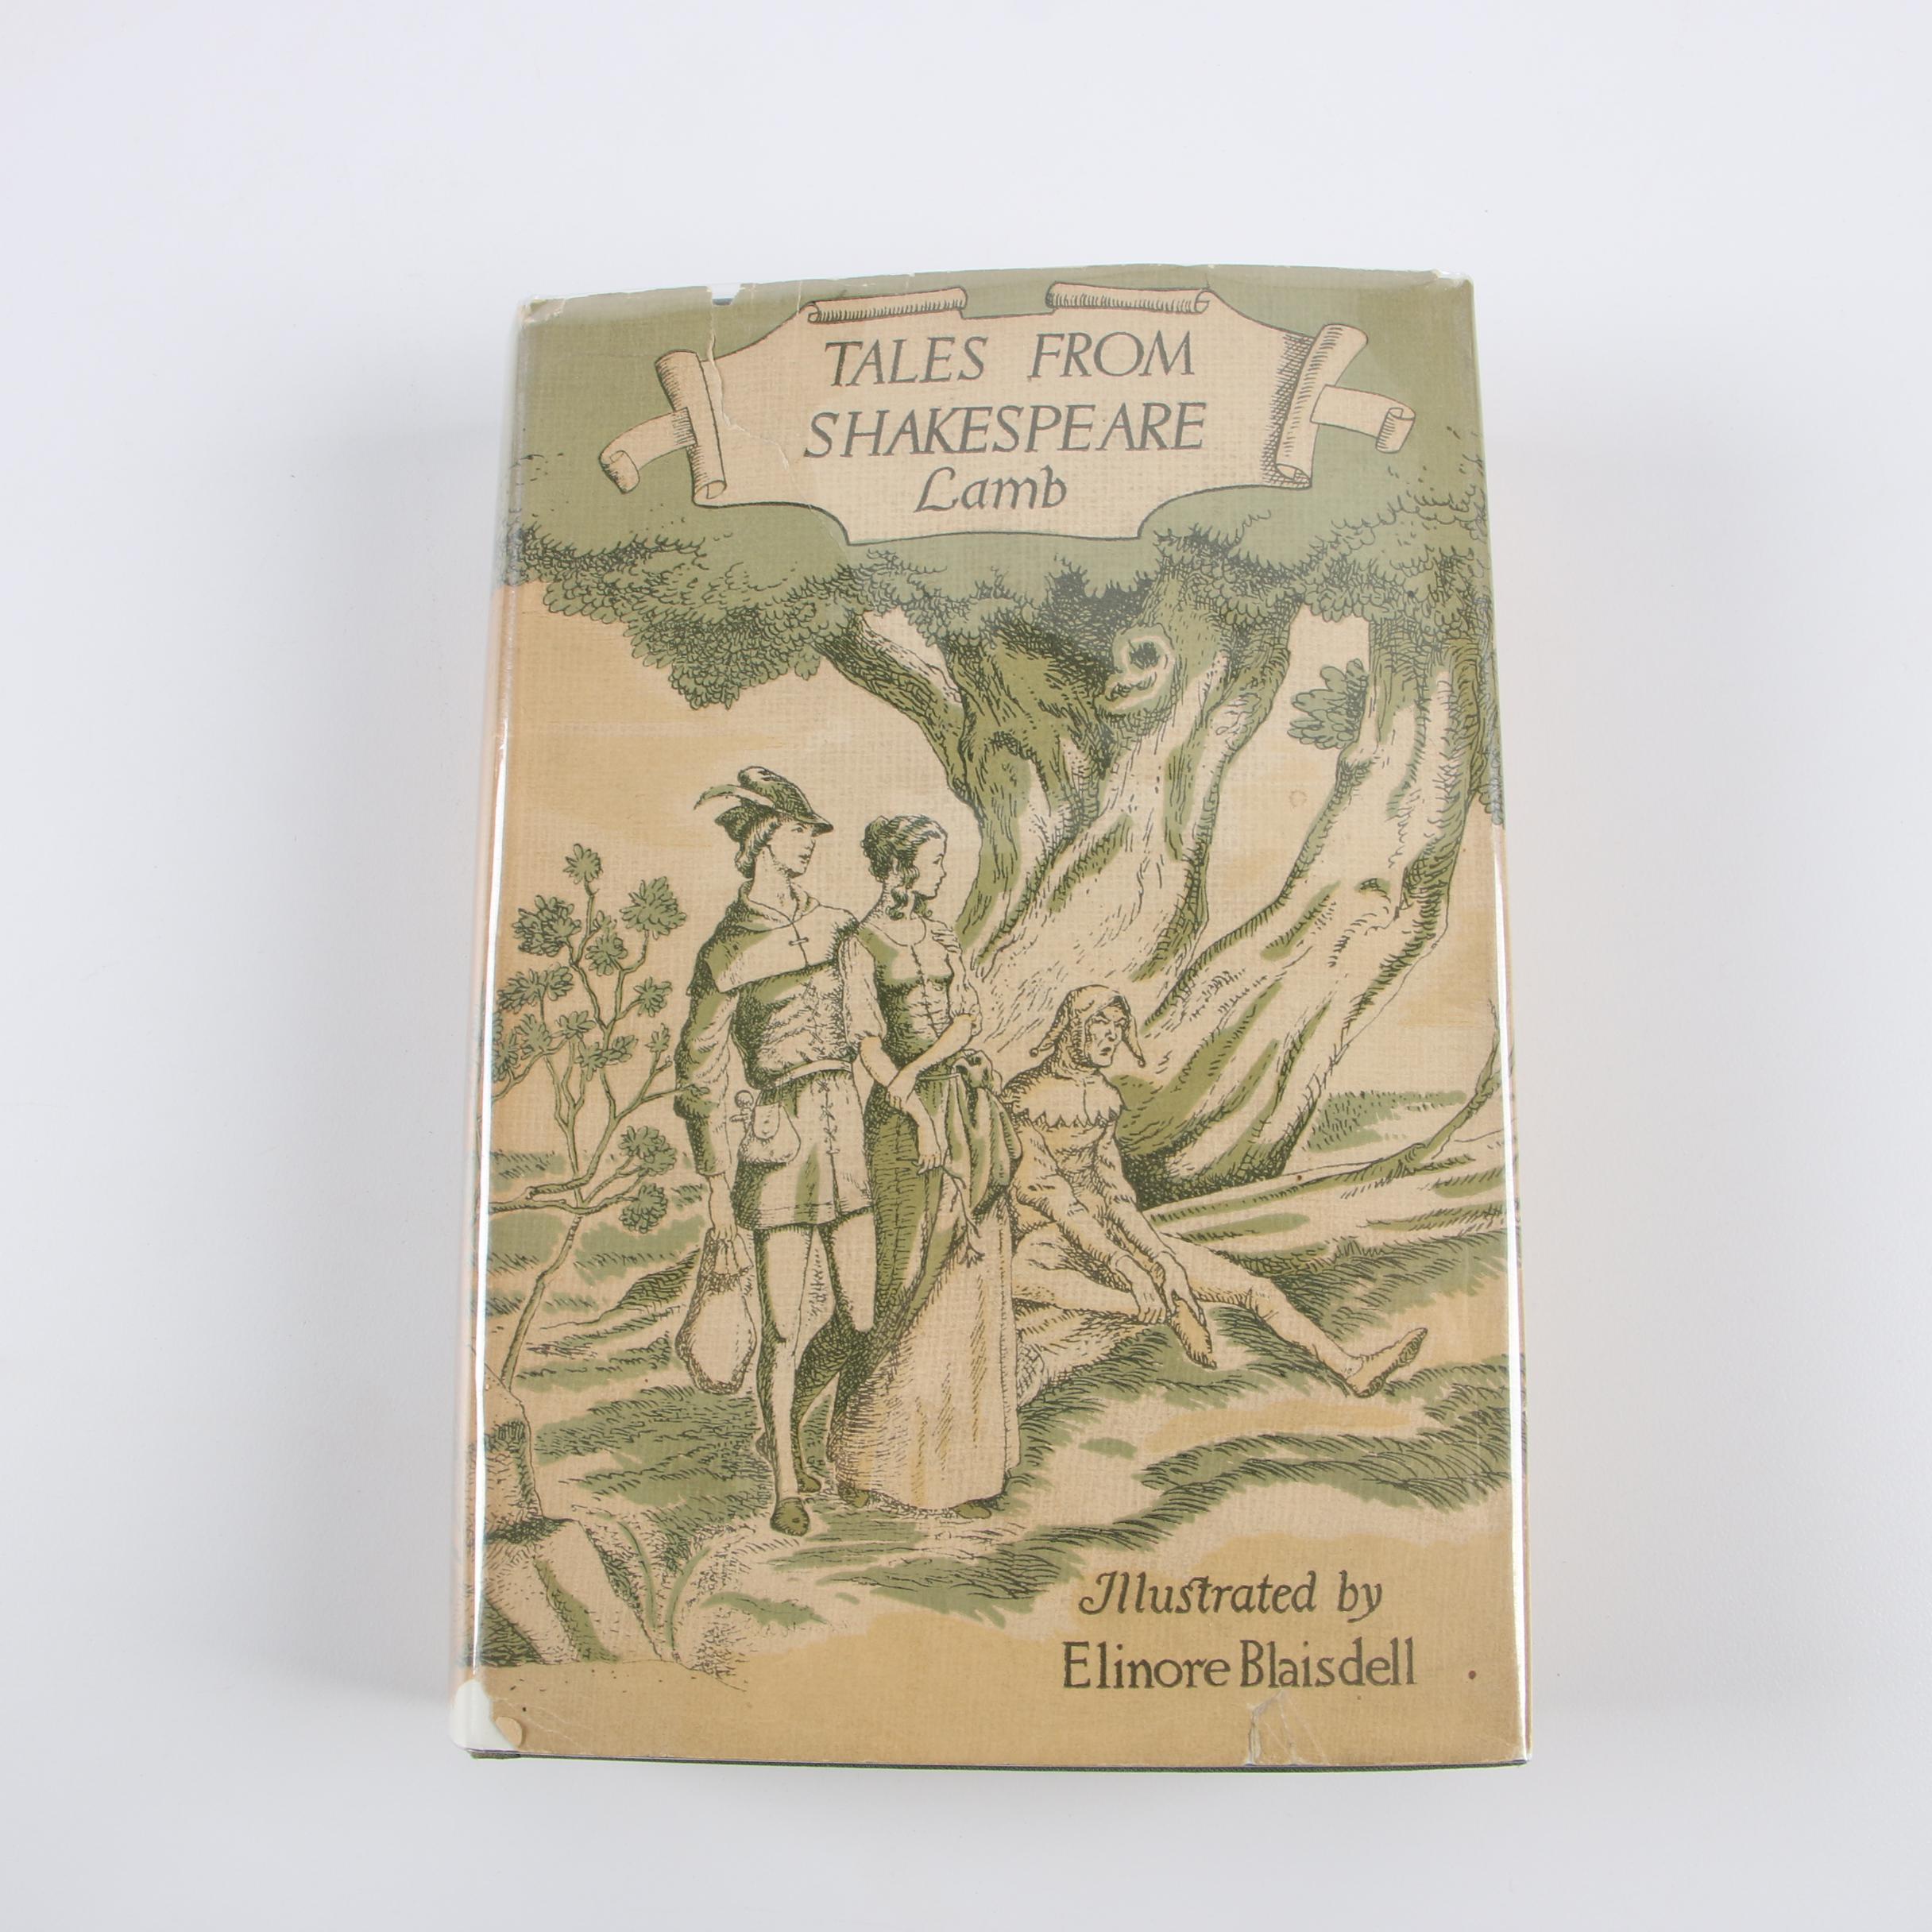 TALES FROM
SHAKESPEARE
Lamb
Illustrated by
Elinore Blaisdell